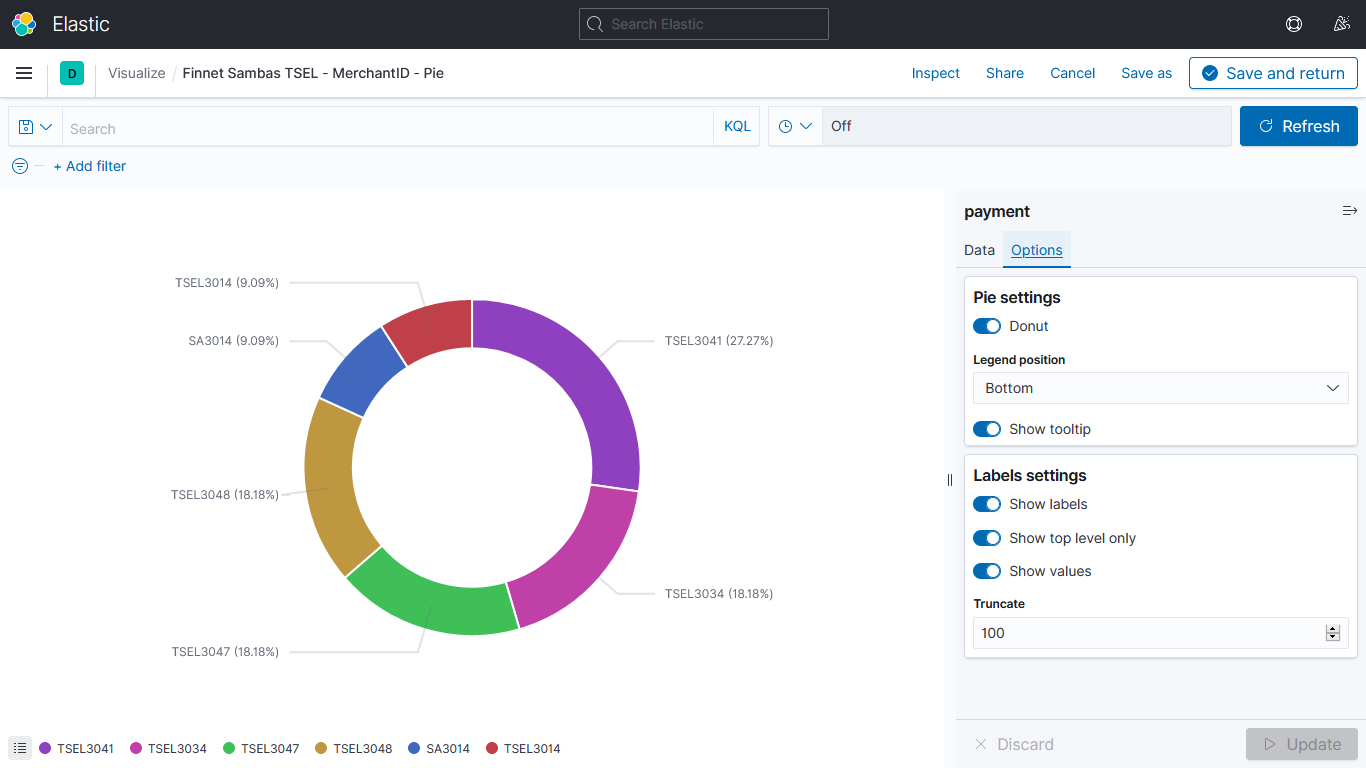 Elastic
Search Elastic
D
Visualize / Finnet Sambas TSEL - MerchantID - Pie
Inspect
Share
Cancel
Save as
Save and return
Search
KQL
Off
Refresh
+ Add filter
TSEL3014 (9.09%)
SA3014 (9.09%)
TSEL3041 (27.27%)
TSEL3048 (18.18%)
TSEL3034 (18.18%)
TSEL3047 (18.18%)
TSEL3041
TSEL3034
TSEL3047
TSEL3048
SA3014
TSEL3014
payment
Data
Options
Pie settings
Donut
Legend position
Bottom
Show tooltip
Labels settings
Show labels
Show top level only
Show values
Truncate
100
Discard
Update